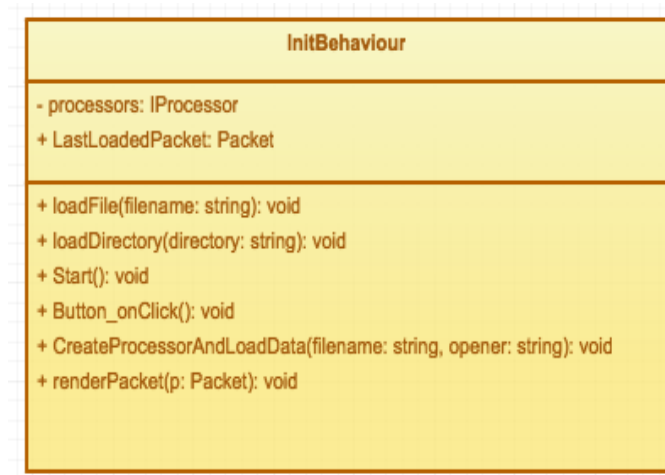 InitBehaviour
- processors: IProcessor
+ LastLoadedPacket: Packet
+ loadFile(filename: string): void
+ loadDirectory(directory: string): void
+ Start(): void
+ Button_onClick(): void
+ CreateProcessorAndLoadData(filename: string, opener: string): void
+ renderPacket(p: Packet): void